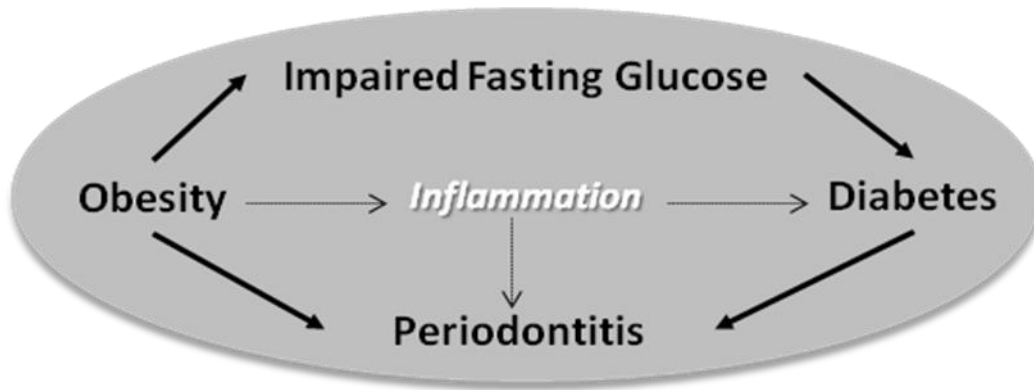 Impaired Fasting Glucose
Obesity
Inflammation
Diabetes
Periodontitis